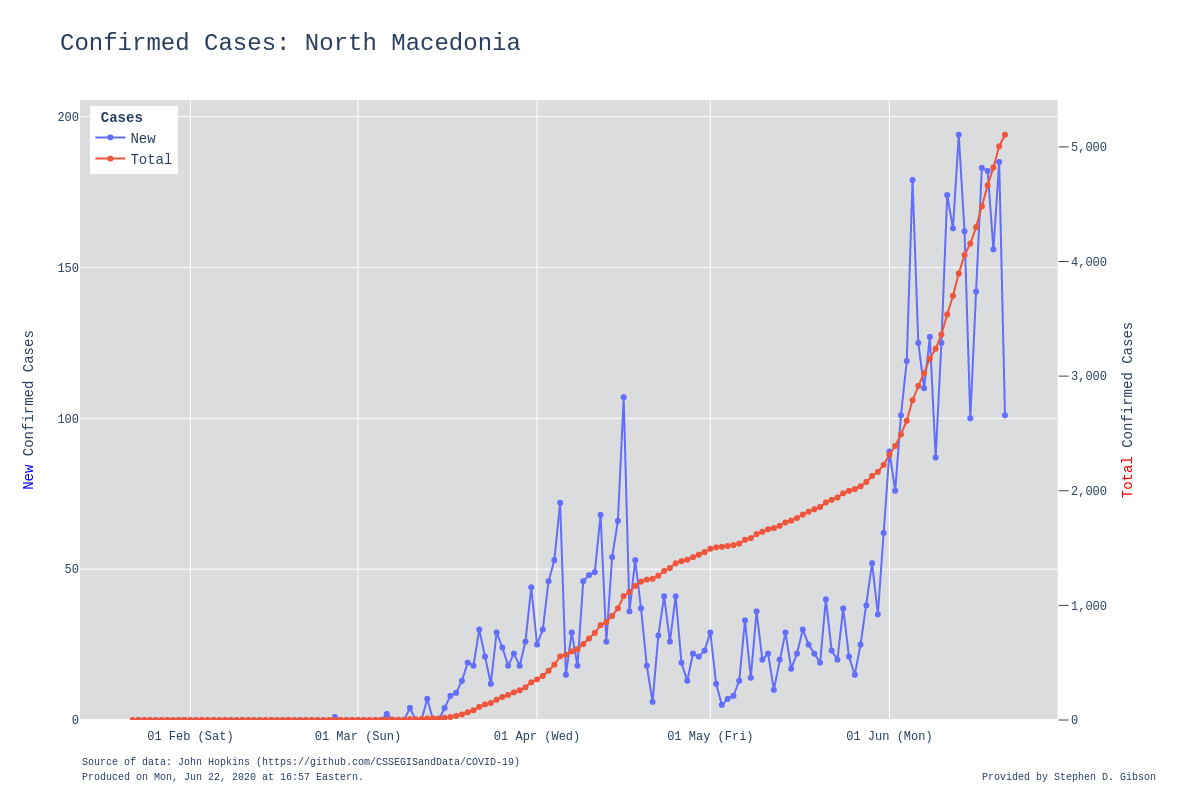 Confirmed Cases: North Macedonia
Cases
New
Total
200
150
100
50
0
New Confirmed Cases
5,000
4,000
3,000
2,000
1,000
0
Total Confirmed Cases
01 Feb (Sat)
01 Mar (Sun)
01 Apr (Wed)
01 May (Fri)
01 Jun (Mon)
Source of data: John Hopkins (https://github.com/CSSEGISandData/COVID-19)
Produced on Mon, Jun 22, 2020 at 16:57 Eastern.
Provided by Stephen D. Gibson